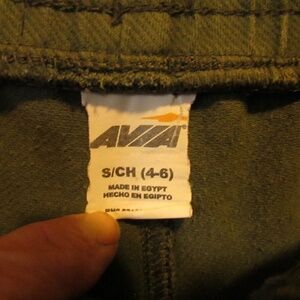 AVIA
S/CH (4-6)
MADE IN EGYPT
HECHO EN EGIPTO